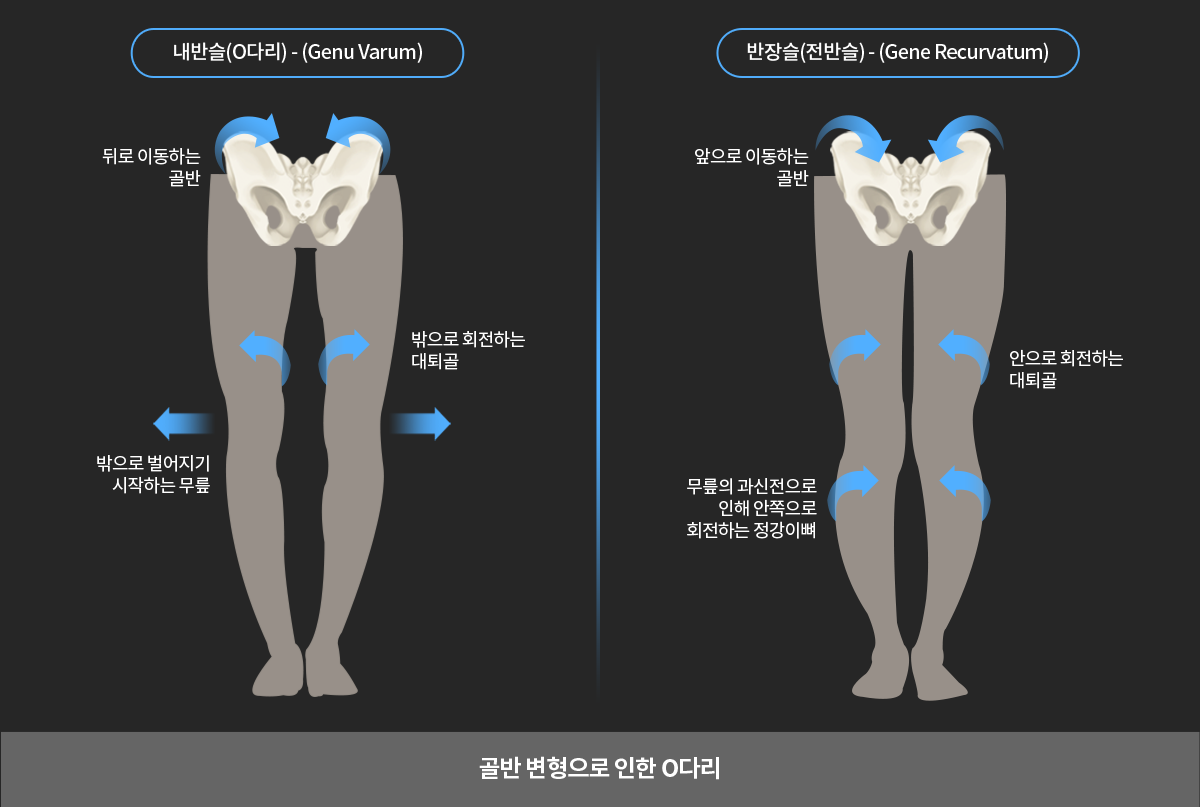 내반슬(O다리) - (Genu Varum)
뒤로 이동하는
골반
밖으로 회전하는
대퇴골
밖으로 벌어지기
시작하는 무릎
반장슬(전반슬) - (Gene Recurvatum)
앞으로 이동하는
골반
안으로 회전하는
대퇴골
무릎의 과신전으로
인해 안쪽으로
회전하는 정강이뼈
골반 변형으로 인한 O다리